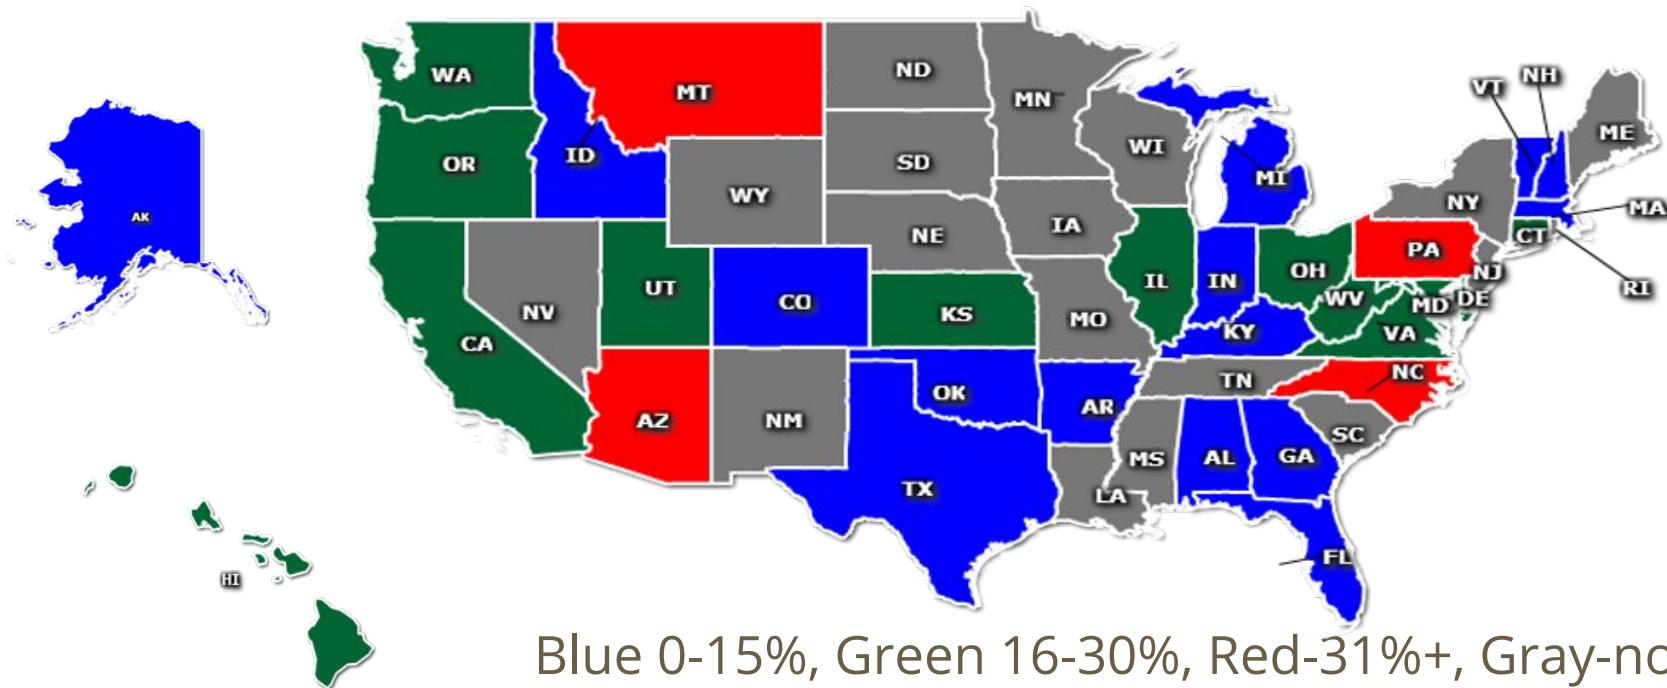 WA
MT
ND
MN
VT
NH
ME
OR
ID
SD
WI
MI
WY
NY
MA
NE
IA
CT
PA
NJ
RI
UT
CO
IL
IN
OH
WV
MD
DE
NV
KS
MO
KY
VA
CA
AK
OK
TN
NC
AZ
NM
AR
SC
MS
AL
GA
TX
LA
FL
HI
Blue 0-15%, Green 16-30%, Red-31%+, Gray-no